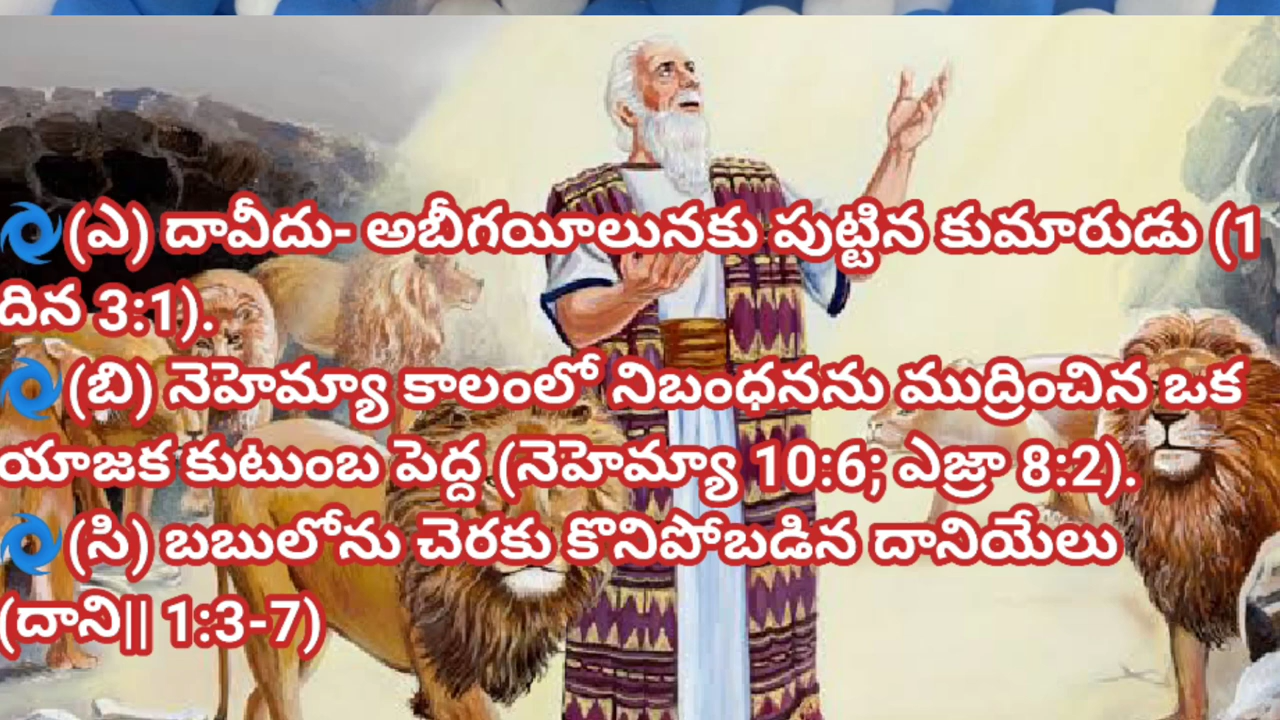 🌀(ఎ) దావీదు- అబీగయీలునకు పుట్టిన కుమారుడు (1
దిన 3:1).
🌀(బి) నెహెమ్యా కాలంలో నిబంధనను ముద్రించిన ఒక
యాజక కుటుంబ పెద్ద (నెహెమ్యా 10:6; ఎజ్రా 8:2).
🌀(సి) బబులోను చెరకు కొనిపోబడిన దానియేలు
(దాని|| 1:3-7)